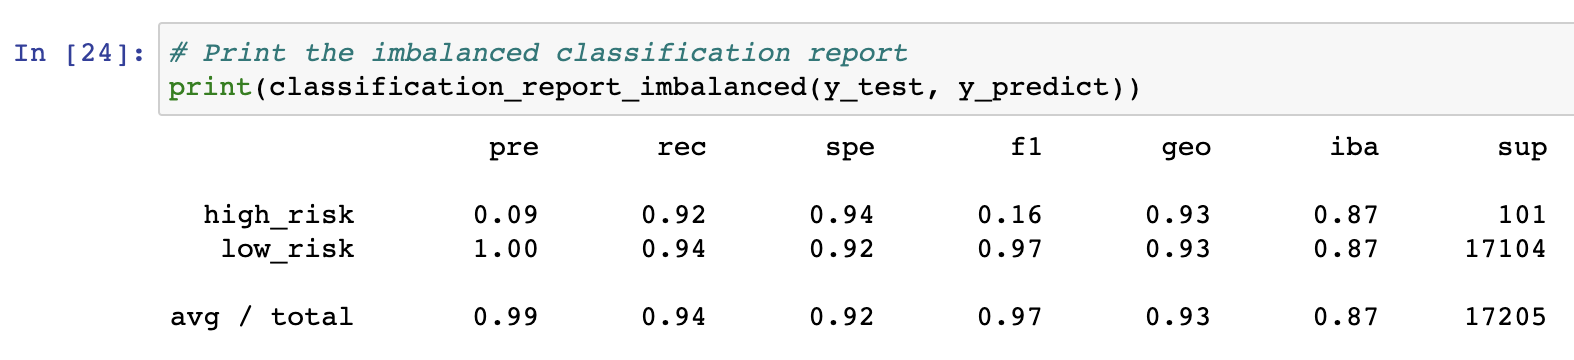 In [24]: # Print the imbalanced classification report
print(classification_report_imbalanced(y_test, y_predict))
pre rec spe f1 geo iba sup
high_risk 0.09 0.92 0.94 0.16 0.93 0.87 101
low_risk 1.00 0.94 0.92 0.97 0.93 0.87 17104
avg / total 0.99 0.94 0.92 0.97 0.93 0.87 17205